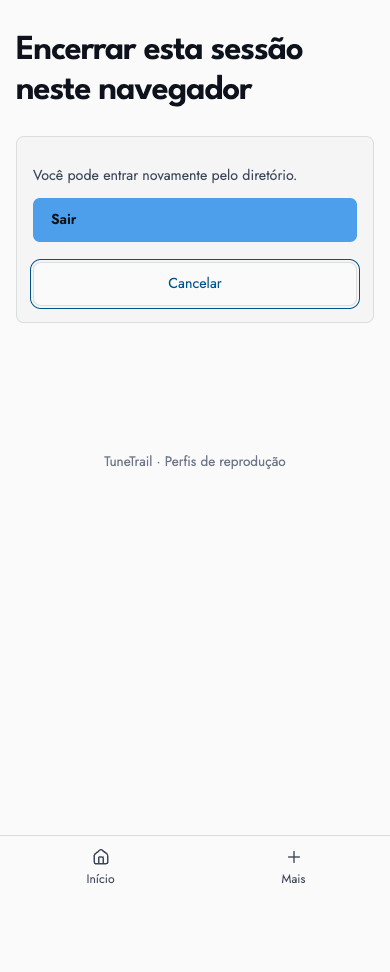 Encerrar esta sessão
neste navegador
Você pode entrar novamente pelo diretório.
Sair
Cancelar
TuneTrail · Perfis de reprodução
Início
Mais